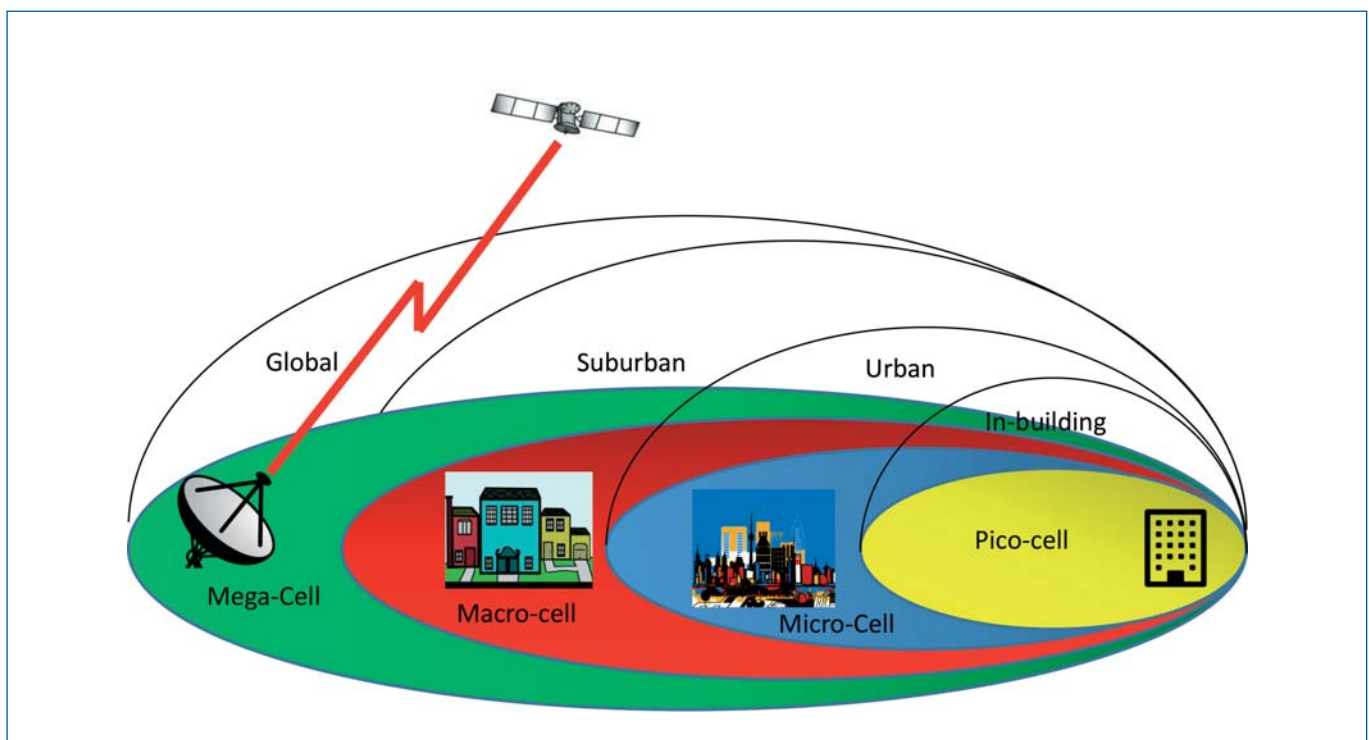 Global
Suburban
Urban
In-building
Mega-Cell
Macro-cell
Micro-Cell
Pico-cell